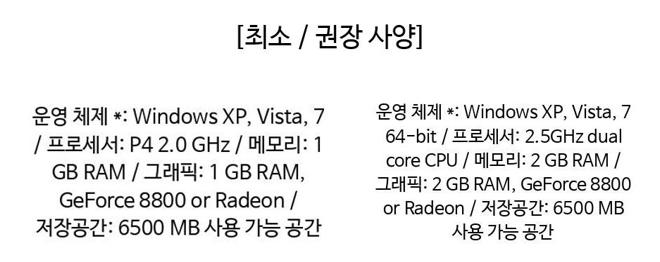 [최소 / 권장 사양]
운영 체제 *: Windows XP, Vista, 7
/ 프로세서: P4 2.0 GHz / 메모리: 1
GB RAM / 그래픽: 1 GB RAM,
GeForce 8800 or Radeon /
저장공간: 6500 MB 사용 가능 공간
운영 체제 *: Windows XP, Vista, 7
64-bit / 프로세서: 2.5GHz dual
core CPU / 메모리: 2 GB RAM /
그래픽: 2 GB RAM, GeForce 8800
or Radeon / 저장공간: 6500 MB
사용 가능 공간